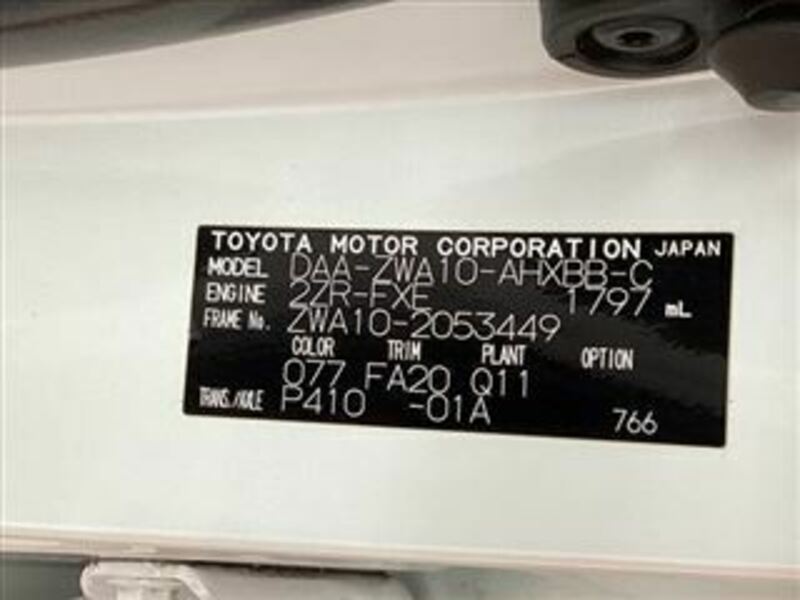 TOYOTA MOTOR CORPORATION JAPAN
MODEL DAA-ZWA10-AHXBB-C
ENGINE 2ZR-FXE 1797 mL
FRAME No. ZWA10-2053449
COLOR TRIM PLANT OPTION
077 FA20 Q11
TRANS./AXLE P410 -01A 766